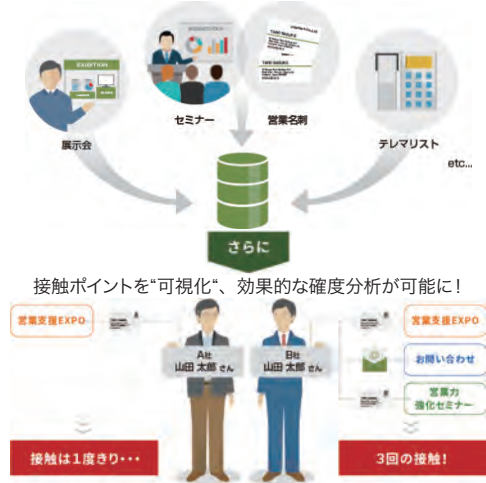 EXHIBITION
セミナー
営業名刺
展示会
テレマリスト
etc...
さらに
接触ポイントを“可視化“、効果的な確度分析が可能に！
営業支援EXPO
A社
山田 太郎 さん
B社
山田 太郎 さん
営業支援EXPO
お問い合わせ
営業力
強化セミナー
接触は1度きり・・・
3回の接触！